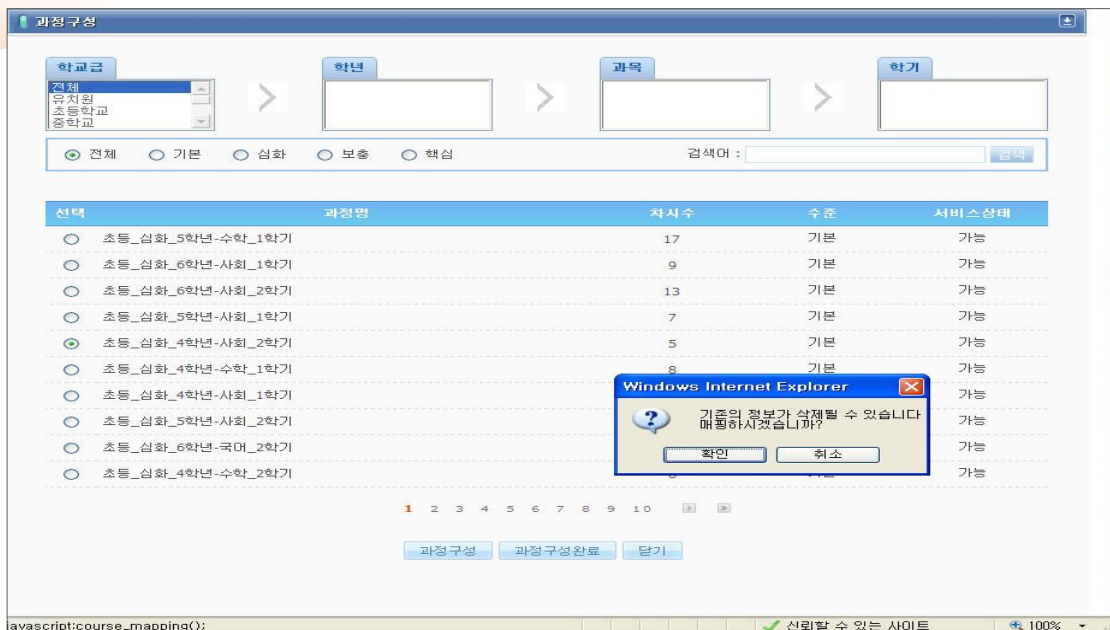 과정구성
학교급
학년
과목
학기
전체
유치원
초등학교
중학교
전체 기본 심화 보충 핵심 검색어 : 검색
선택 과정명 차시수 수준 서비스상태
초등_심화_5학년-수학_1학기 17 기본 가능
초등_심화_6학년-사회_1학기 9 기본 가능
초등_심화_6학년-사회_2학기 13 기본 가능
초등_심화_5학년-사회_1학기 7 기본 가능
초등_심화_4학년-사회_2학기 5 기본 가능
초등_심화_4학년-수학_1학기 8 기본 가능
초등_심화_4학년-사회_1학기 가능
초등_심화_5학년-사회_2학기 가능
초등_심화_6학년-국어_2학기 가능
초등_심화_4학년-수학_2학기 가능
Windows Internet Explorer
기존의 정보가 삭제될 수 있습니다
매핑하시겠습니까?
확인 취소
1 2 3 4 5 6 7 8 9 10
과정구성 과정구성완료 닫기
javascript:course_mapping(); 신뢰할 수 있는 사이트 100%